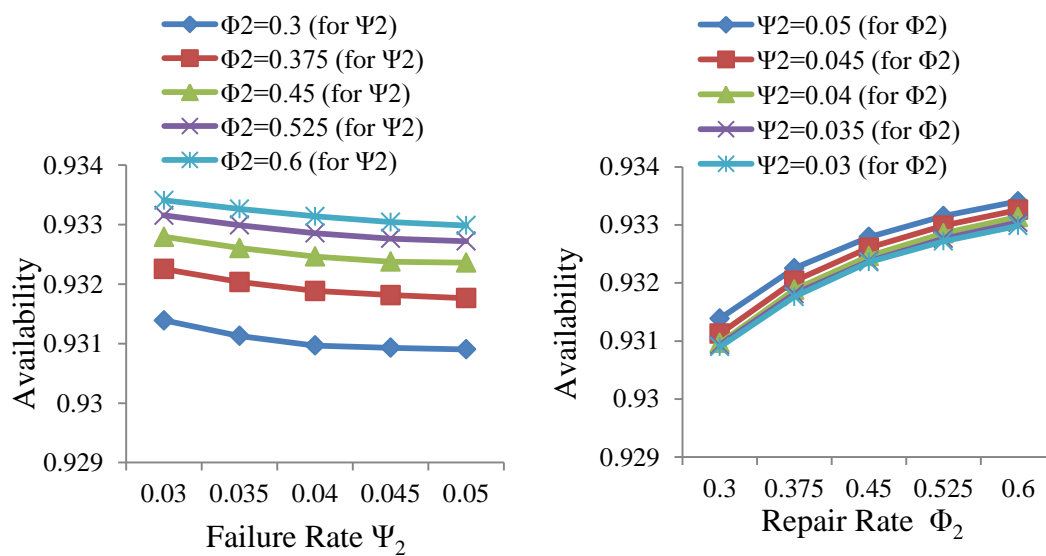 Φ2=0.3 (for Ψ2)
Φ2=0.375 (for Ψ2)
Φ2=0.45 (for Ψ2)
Φ2=0.525 (for Ψ2)
Φ2=0.6 (for Ψ2)
0.934
0.933
0.932
0.931
0.93
0.929
Availability
0.03 0.035 0.04 0.045 0.05
Failure Rate Ψ₂
Ψ2=0.05 (for Φ2)
Ψ2=0.045 (for Φ2)
Ψ2=0.04 (for Φ2)
Ψ2=0.035 (for Φ2)
Ψ2=0.03 (for Φ2)
0.934
0.933
0.932
0.931
0.93
0.929
Availability
0.3 0.375 0.45 0.525 0.6
Repair Rate Φ₂